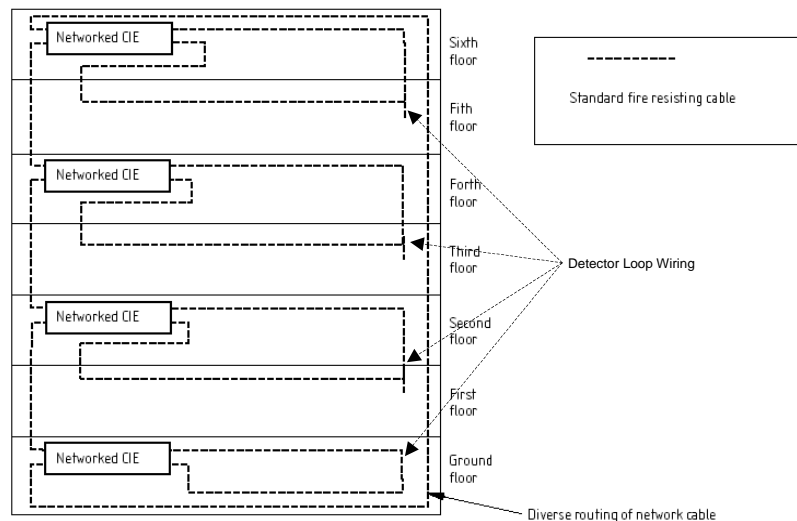 Networked CIE
Sixth
floor
Standard fire resisting cable
Fith
floor
Networked CIE
Forth
floor
Third
floor
Detector Loop Wiring
Networked CIE
Second
floor
First
floor
Networked CIE
Ground
floor
Diverse routing of network cable